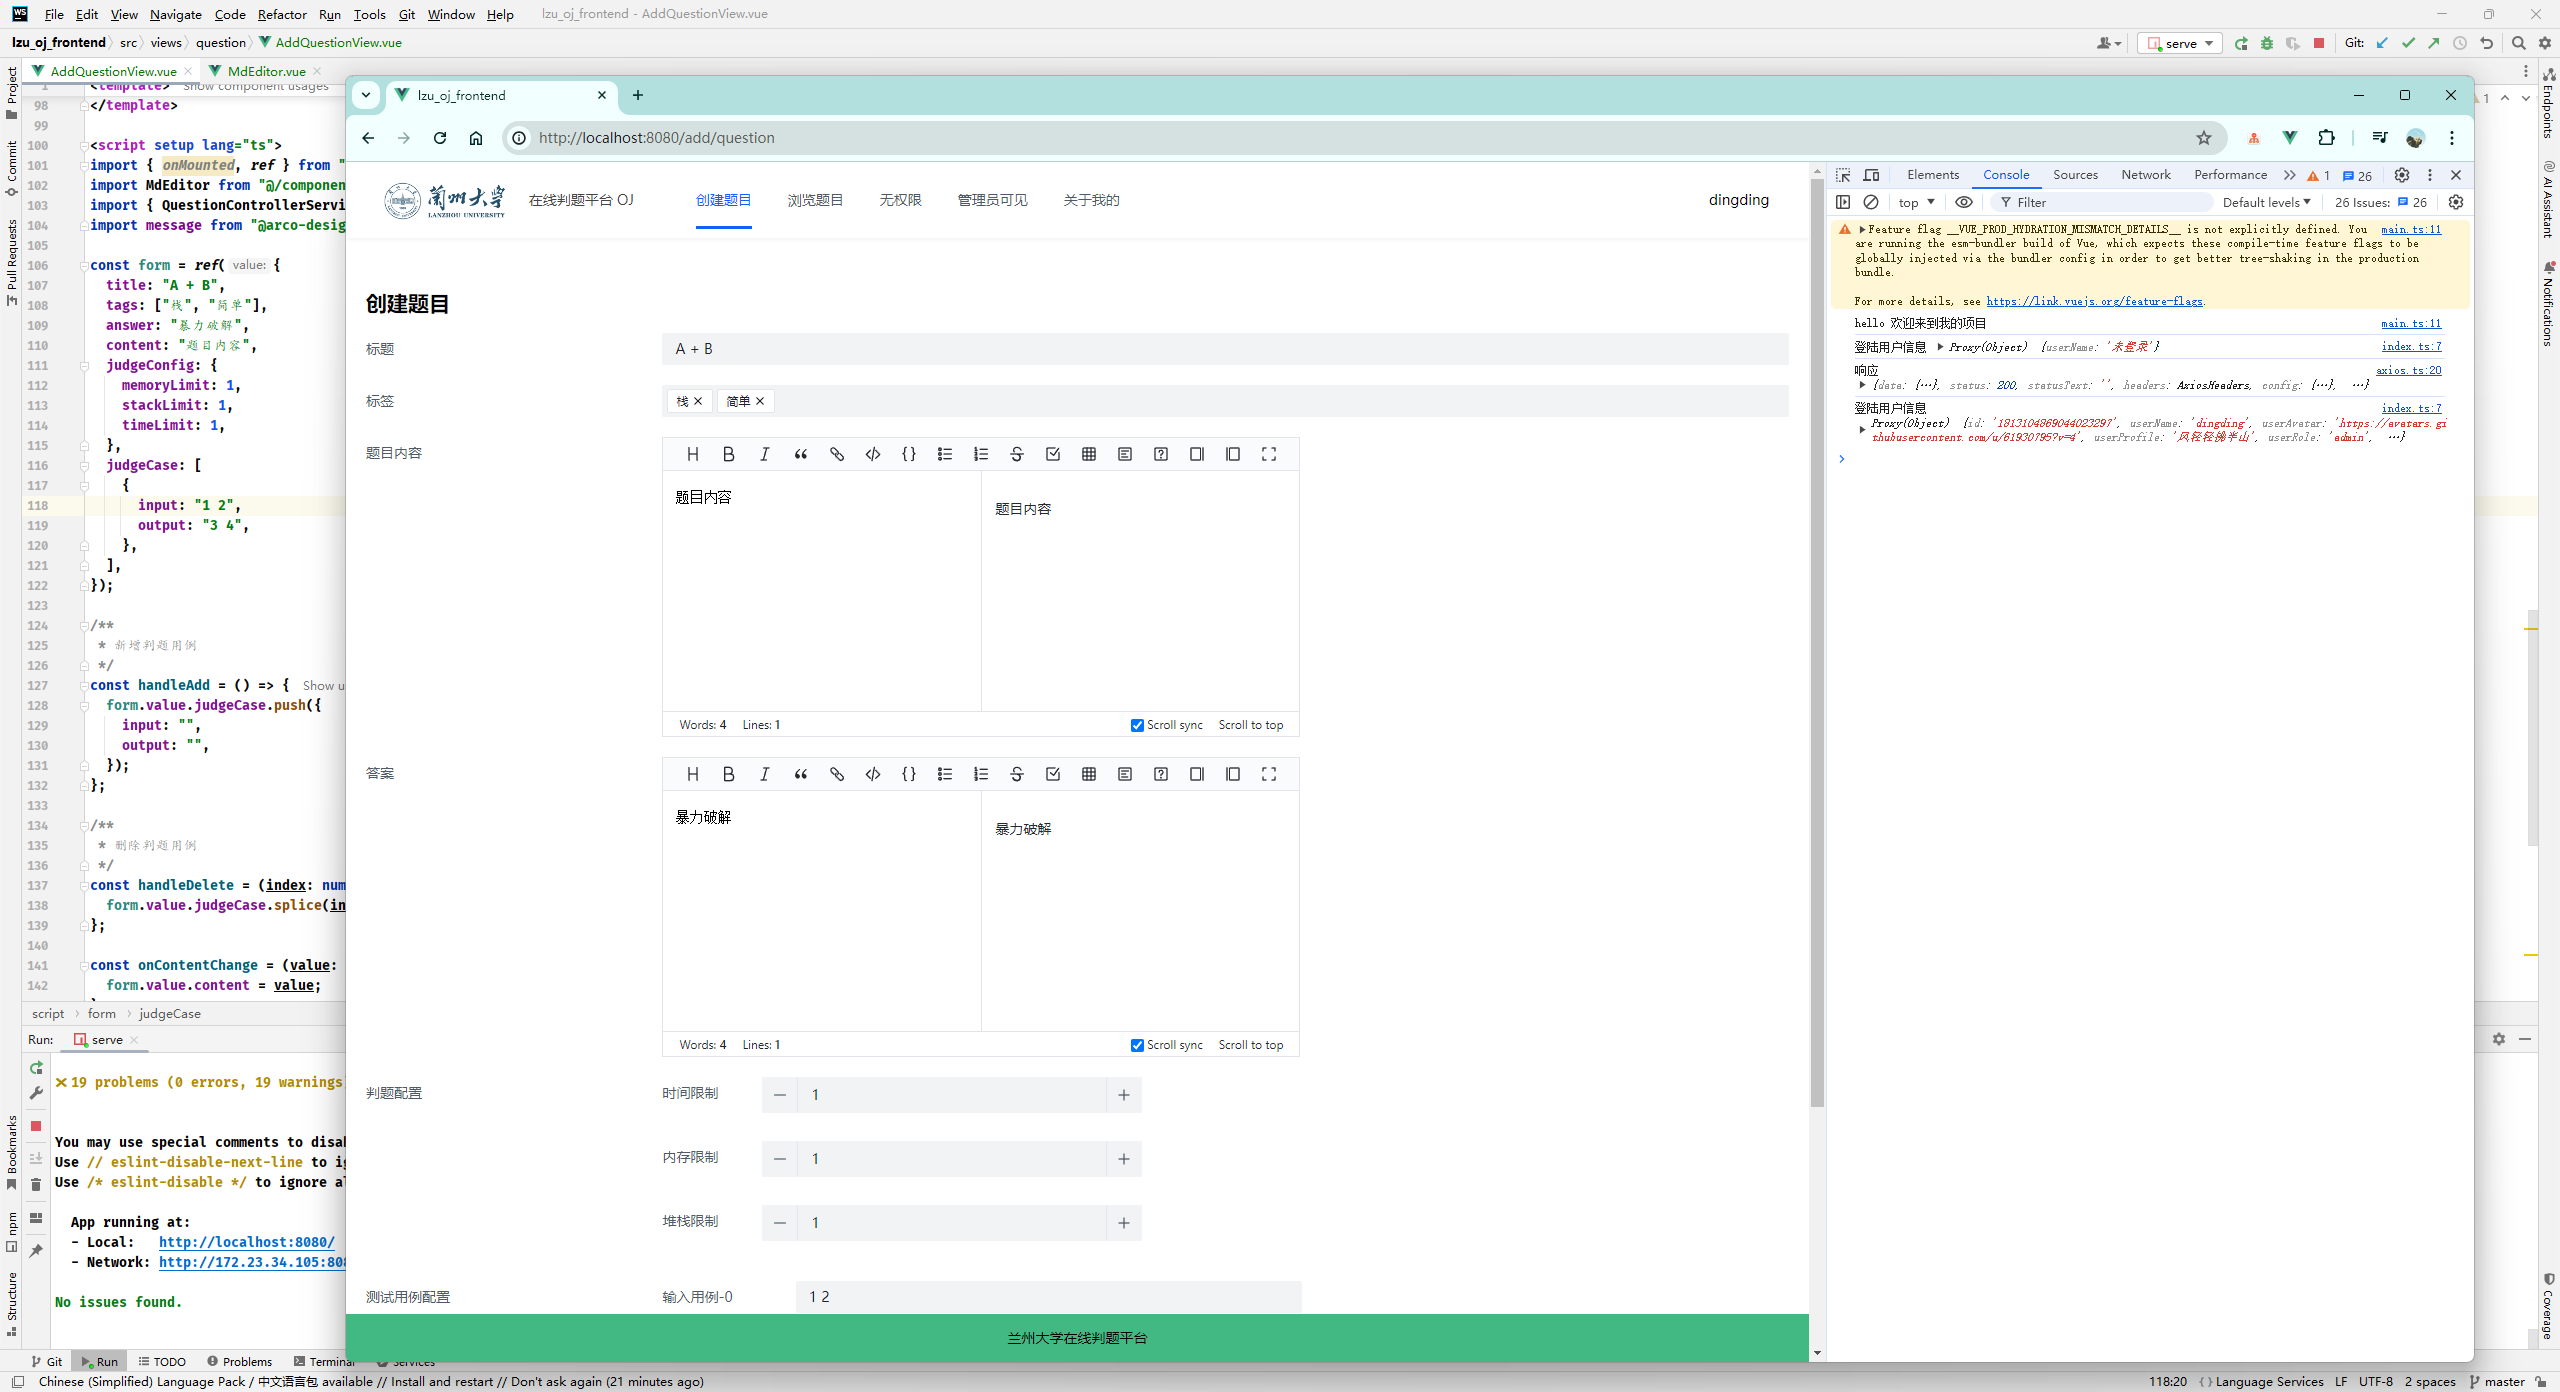 File Edit View Navigate Code Refactor Run Tools Git Window Help lzu_oj_frontend - AddQuestionView.vue
lzu_oj_frontend src views question AddQuestionView.vue
serve Git:
AddQuestionView.vue MdEditor.vue
Project
Commit
Pull Requests
Bookmarks
npm
Structure
1 <template> Show component usages
98 </template>
99
100 <script setup lang="ts">
101 import { onMounted, ref } from "
102 import MdEditor from "@/componen
103 import { QuestionControllerServi
104 import message from "@arco-desig
105
106 const form = ref( value: {
107 title: "A + B",
108 tags: ["栈", "简单"],
109 answer: "暴力破解",
110 content: "题目内容",
111 judgeConfig: {
112 memoryLimit: 1,
113 stackLimit: 1,
114 timeLimit: 1,
115 },
116 judgeCase: [
117 {
118 input: "1 2",
119 output: "3 4",
120 },
121 ],
122 });
123
124 /**
125 * 新增判题用例
126 */
127 const handleAdd = () => { Show u
128 form.value.judgeCase.push({
129 input: "",
130 output: "",
131 });
132 };
133
134 /**
135 * 删除判题用例
136 */
137 const handleDelete = (index: num
138 form.value.judgeCase.splice(in
139 };
140
141 const onContentChange = (value:
142 form.value.content = value;
script form judgeCase
Run: serve
19 problems (0 errors, 19 warnings
You may use special comments to disa
Use // eslint-disable-next-line to ig
Use /* eslint-disable */ to ignore al
App running at:
- Local: http://localhost:8080/
- Network: http://172.23.34.105:808
No issues found.
lzu_oj_frontend
http://localhost:8080/add/question
兰州大学
LANZHOU UNIVERSITY
在线判题平台 OJ 创建题目 浏览题目 无权限 管理员可见 关于我的 dingding
创建题目
标题 A + B
标签 栈 简单
题目内容
题目内容 题目内容
Words: 4 Lines: 1 Scroll sync Scroll to top
答案
暴力破解 暴力破解
Words: 4 Lines: 1 Scroll sync Scroll to top
判题配置 时间限制 1
内存限制 1
堆栈限制 1
测试用例配置 输入用例-0 1 2
兰州大学在线判题平台
Elements Console Sources Network Performance 1 26
top Filter Default levels 26 Issues: 26
Feature flag __VUE_PROD_HYDRATION_MISMATCH_DETAILS__ is not explicitly defined. You main.ts:11
are running the esm-bundler build of Vue, which expects these compile-time feature flags to be
globally injected via the bundler config in order to get better tree-shaking in the production
bundle.
For more details, see https://link.vuejs.org/feature-flags.
hello 欢迎来到我的项目 main.ts:11
登陆用户信息 Proxy(Object) {userName: '未登录'} index.ts:7
响应 axios.ts:20
{data: {…}, status: 200, statusText: '', headers: AxiosHeaders, config: {…}, …}
登陆用户信息 index.ts:7
Proxy(Object) {id: '1813104869044023297', userName: 'dingding', userAvatar: 'https://avatars.gi
thubusercontent.com/u/61930795?v=4', userProfile: '风轻轻拂半山', userRole: 'admin', …}
1
Endpoints
AI Assistant
Notifications
Coverage
Git Run TODO Problems Terminal Services
Chinese (Simplified) Language Pack / 中文语言包 available // Install and restart // Don't ask again (21 minutes ago) 118:20 Language Services LF UTF-8 2 spaces master